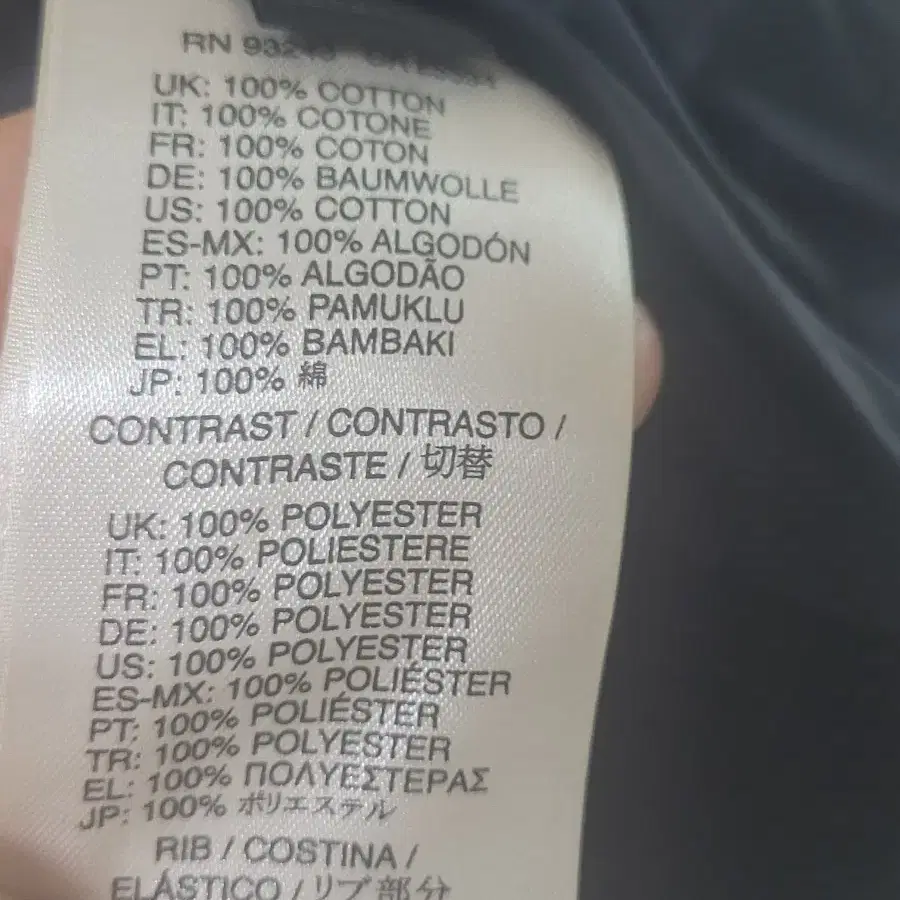 RN
UK: 100% COTTON
IT: 100% COTONE
FR: 100% COTON
DE: 100% BAUMWOLLE
US: 100% COTTON
ES-MX: 100% ALGODÓN
PT: 100% ALGODÃO
TR: 100% PAMUKLU
EL: 100% BAMBAKI
JP: 100% 綿
CONTRAST / CONTRASTO /
CONTRASTE / 切替
UK: 100% POLYESTER
IT: 100% POLIESTERE
FR: 100% POLYESTER
DE: 100% POLYESTER
US: 100% POLYESTER
ES-MX: 100% POLIÉSTER
PT: 100% POLIÉSTER
TR: 100% POLYESTER
EL: 100% ΠΟΛΥΕΣΤΕΡΑΣ
JP: 100% ポリエステル
RIB / COSTINA /
ELÁSTICO / リブ部分